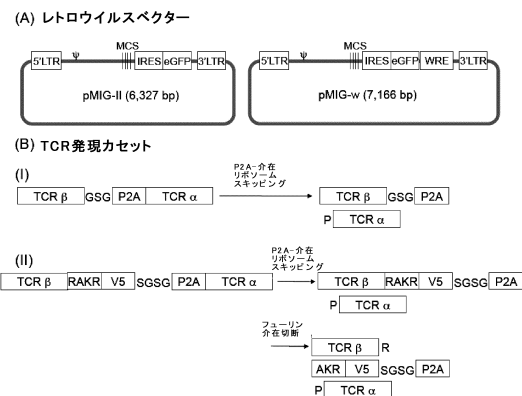 (A) レトロウイルスベクター
5'LTR ψ MCS IRES eGFP 3'LTR
pMIG-II (6,327 bp)
5'LTR ψ MCS IRES eGFP WRE 3'LTR
pMIG-w (7,166 bp)
(B) TCR発現カセット
(I)
TCR β GSG P2A TCR α
P2A-介在
リボソーム
スキッピング
TCR β GSG P2A
P TCR α
(II)
TCR β RAKR V5 SGSG P2A TCR α
P2A-介在
リボソーム
スキッピング
TCR β RAKR V5 SGSG P2A
P TCR α
フューリン
介在切断
TCR β R
AKR V5 SGSG P2A
P TCR α